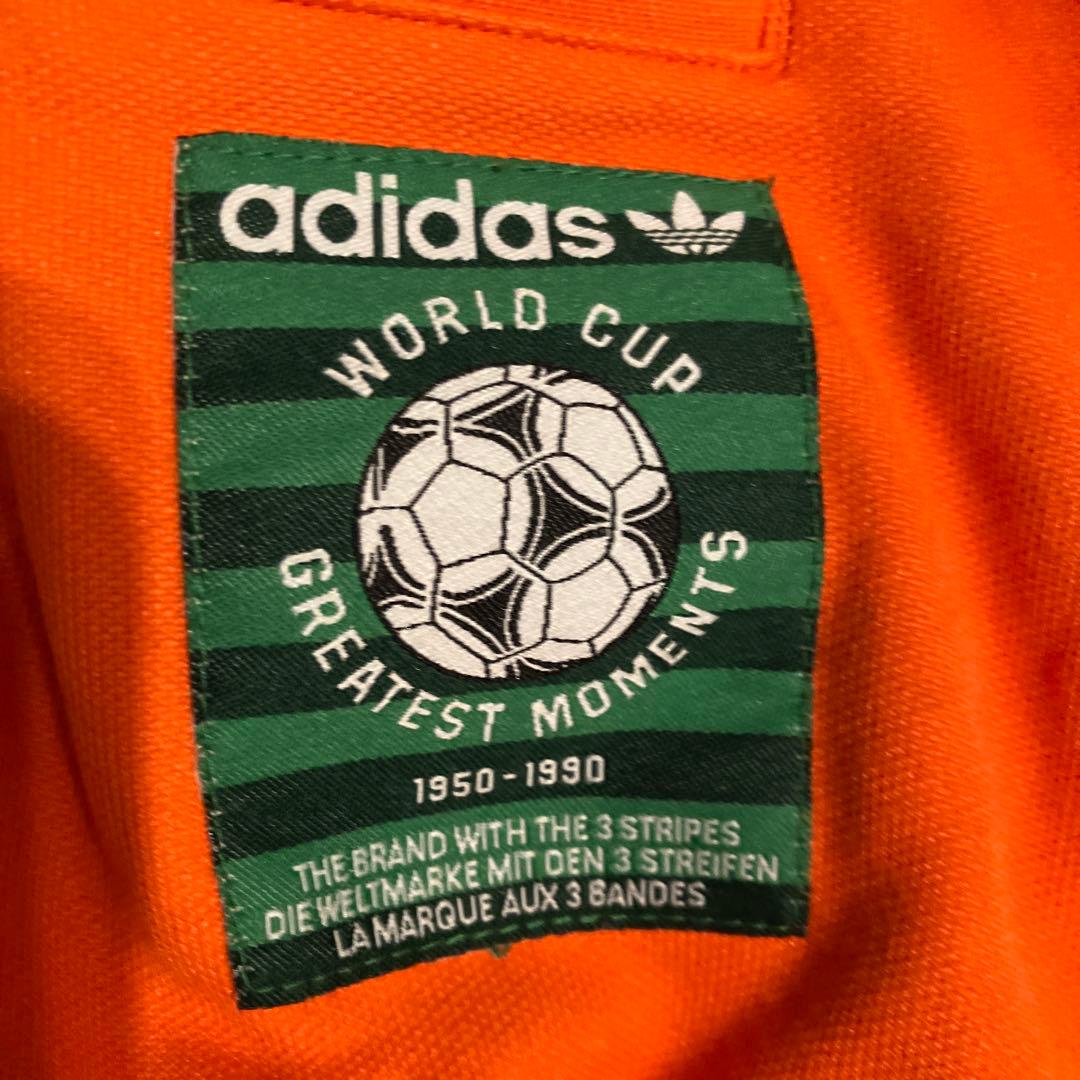 adidas
WORLD CUP
GREATEST MOMENTS
1950-1990
THE BRAND WITH THE 3 STRIPES
DIE WELTMARKE MIT DEN 3 STREIFEN
LA MARQUE AUX 3 BANDES